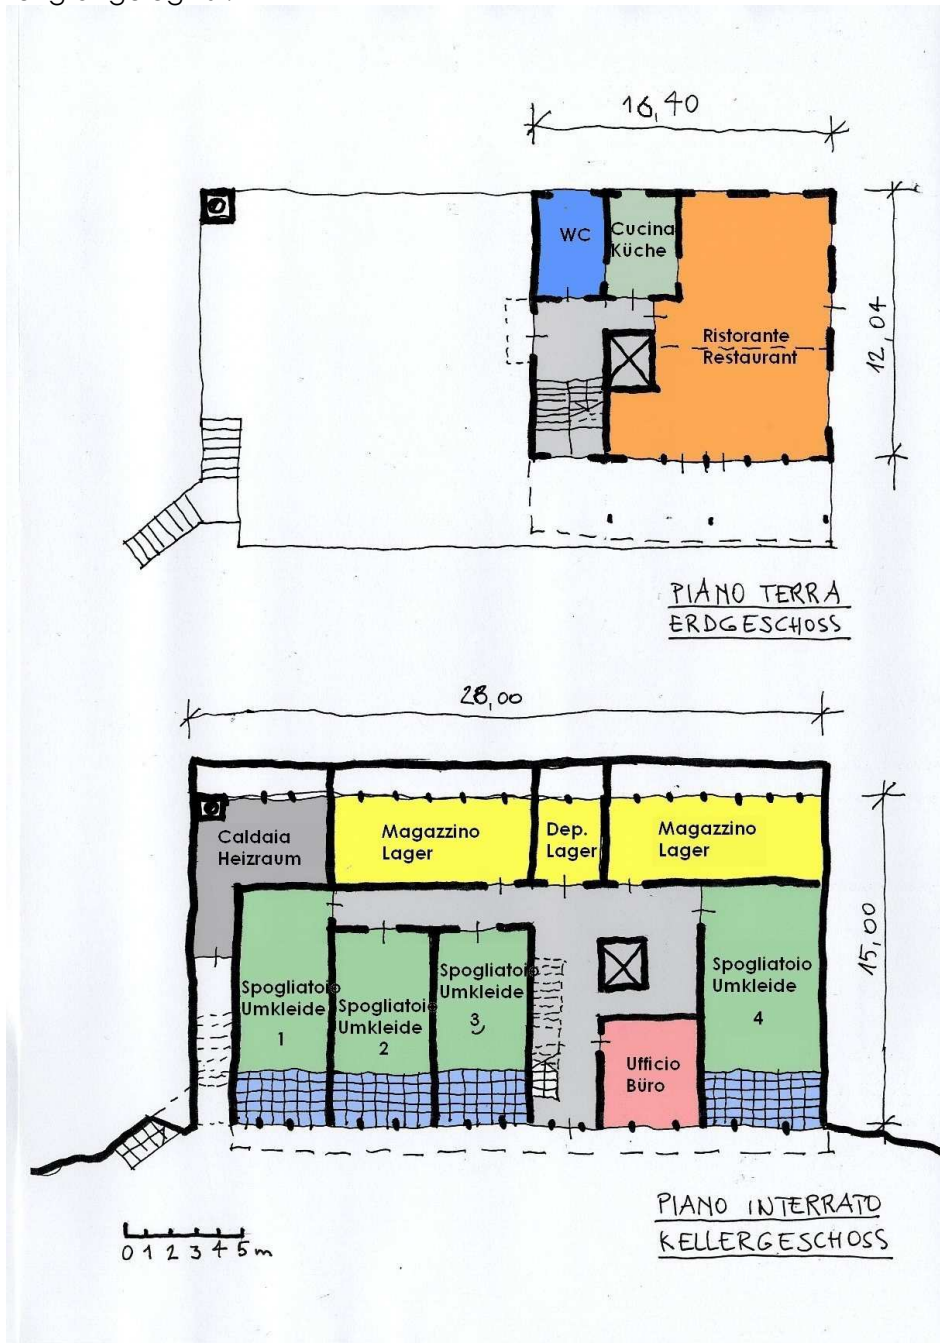 16,40
WC
Cucina
Küche
Ristorante
Restaurant
12,04
PIANO TERRA
ERDGESCHOSS
28,00
Caldaia
Heizraum
Magazzino
Lager
Dep.
Lager
Magazzino
Lager
15,00
Spogliatoio
Umkleide
1
Spogliatoio
Umkleide
2
Spogliatoio
Umkleide
3
Spogliatoio
Umkleide
4
Ufficio
Büro
PIANO INTERRATO
KELLERGESCHOSS
0 1 2 3 4 5 m